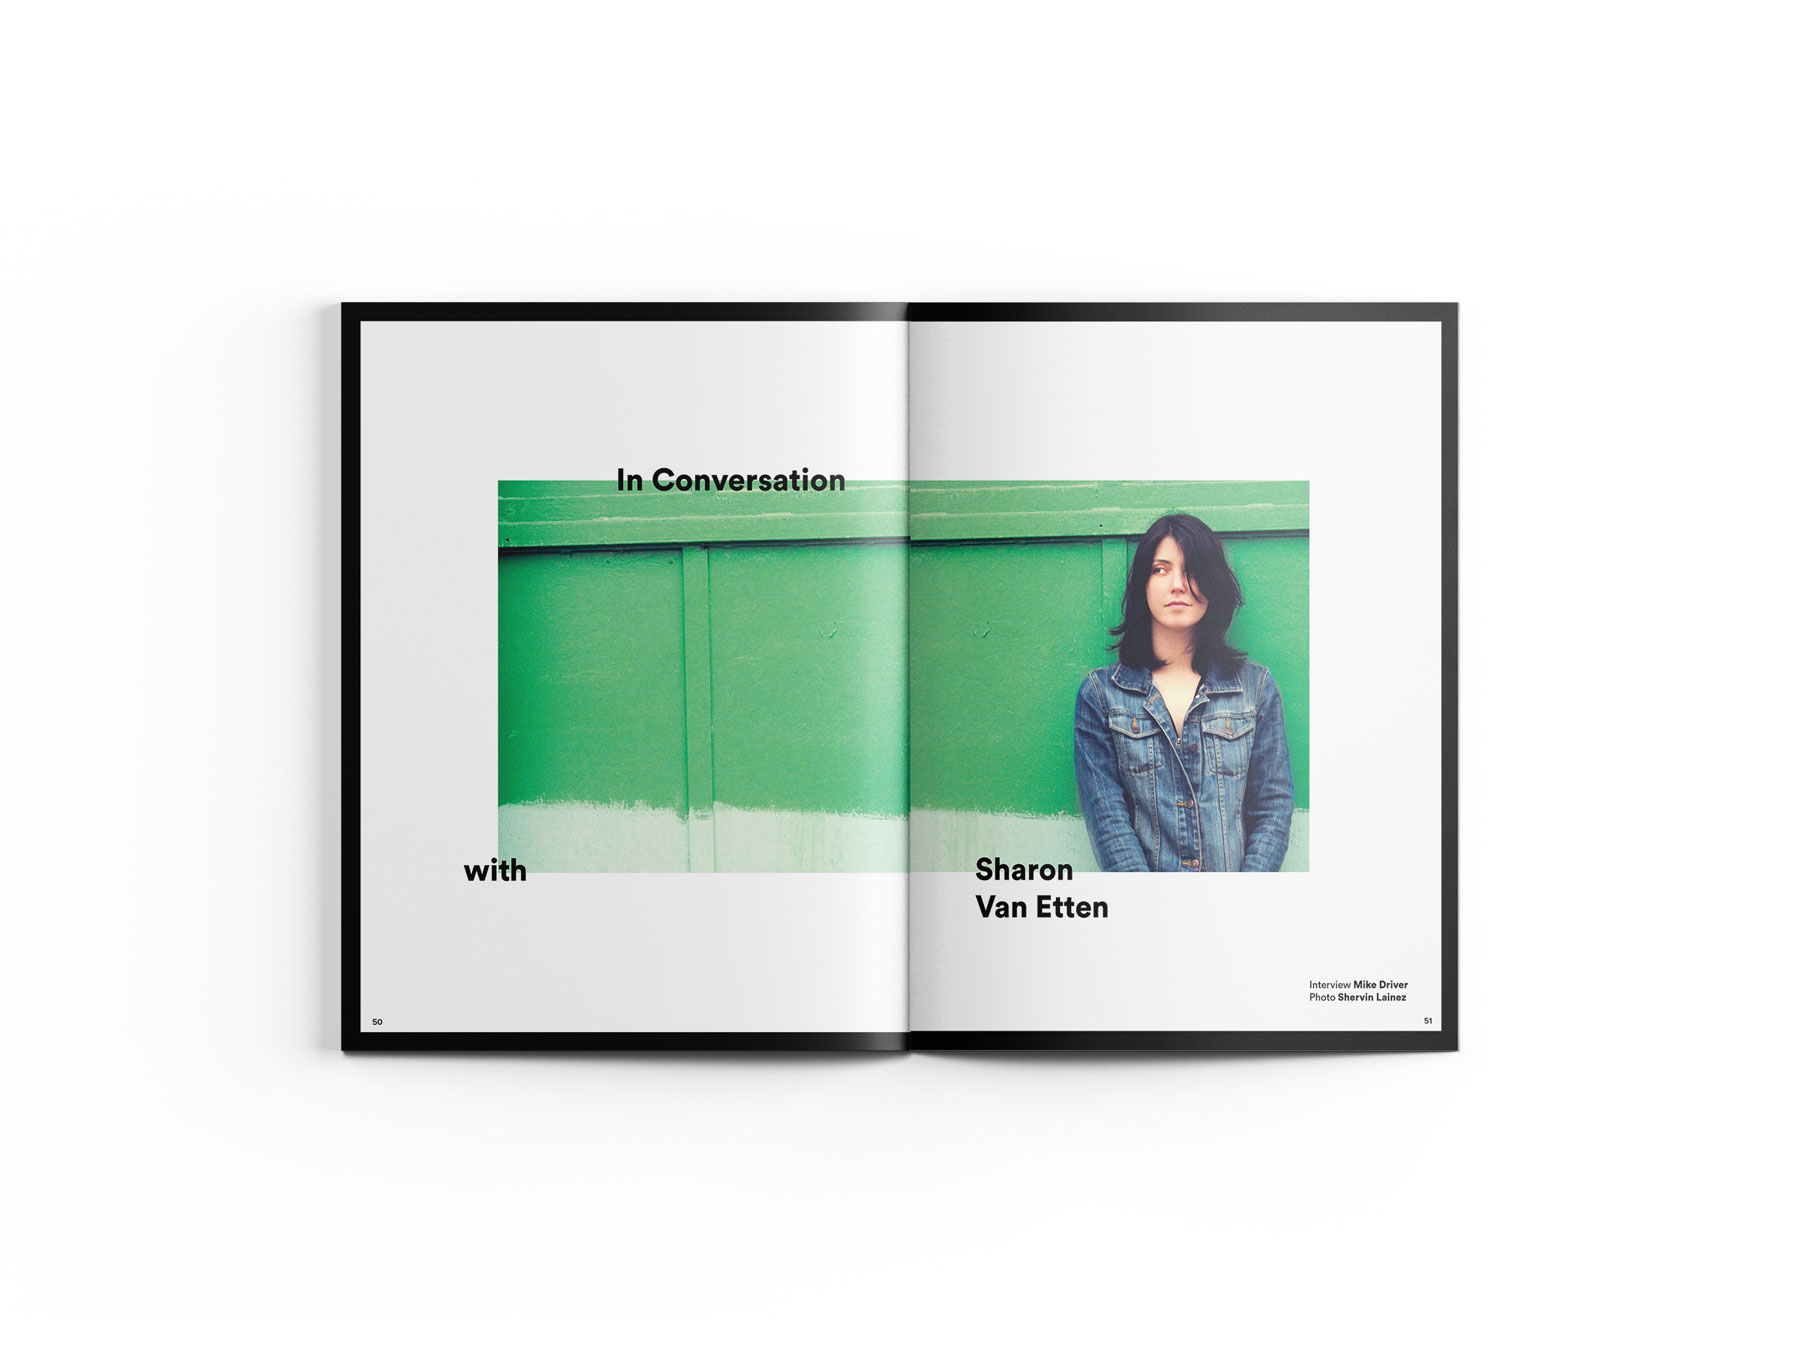 In Conversation
with
Sharon
Van Etten
Interview Mike Driver
Photo Shervin Lainez
50
51